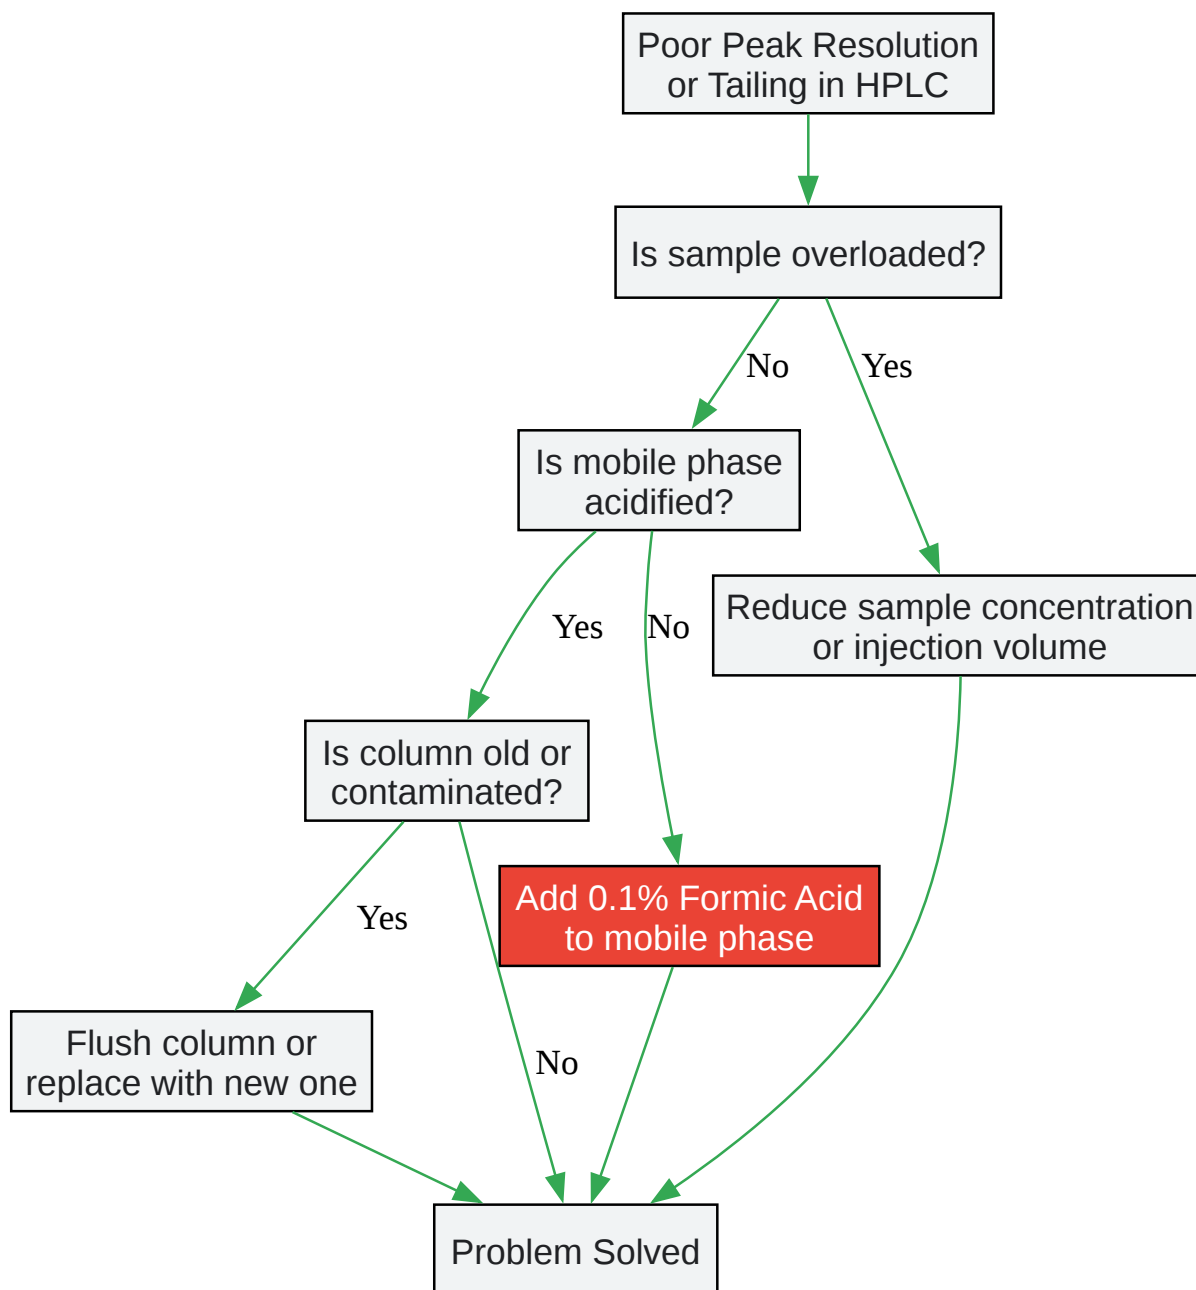 Poor Peak Resolution
or Tailing in HPLC
Is sample overloaded?
No
Yes
Is mobile phase
acidified?
Reduce sample concentration
or injection volume
Yes
No
Is column old or
contaminated?
Add 0.1% Formic Acid
to mobile phase
Yes
Flush column or
replace with new one
No
Problem Solved